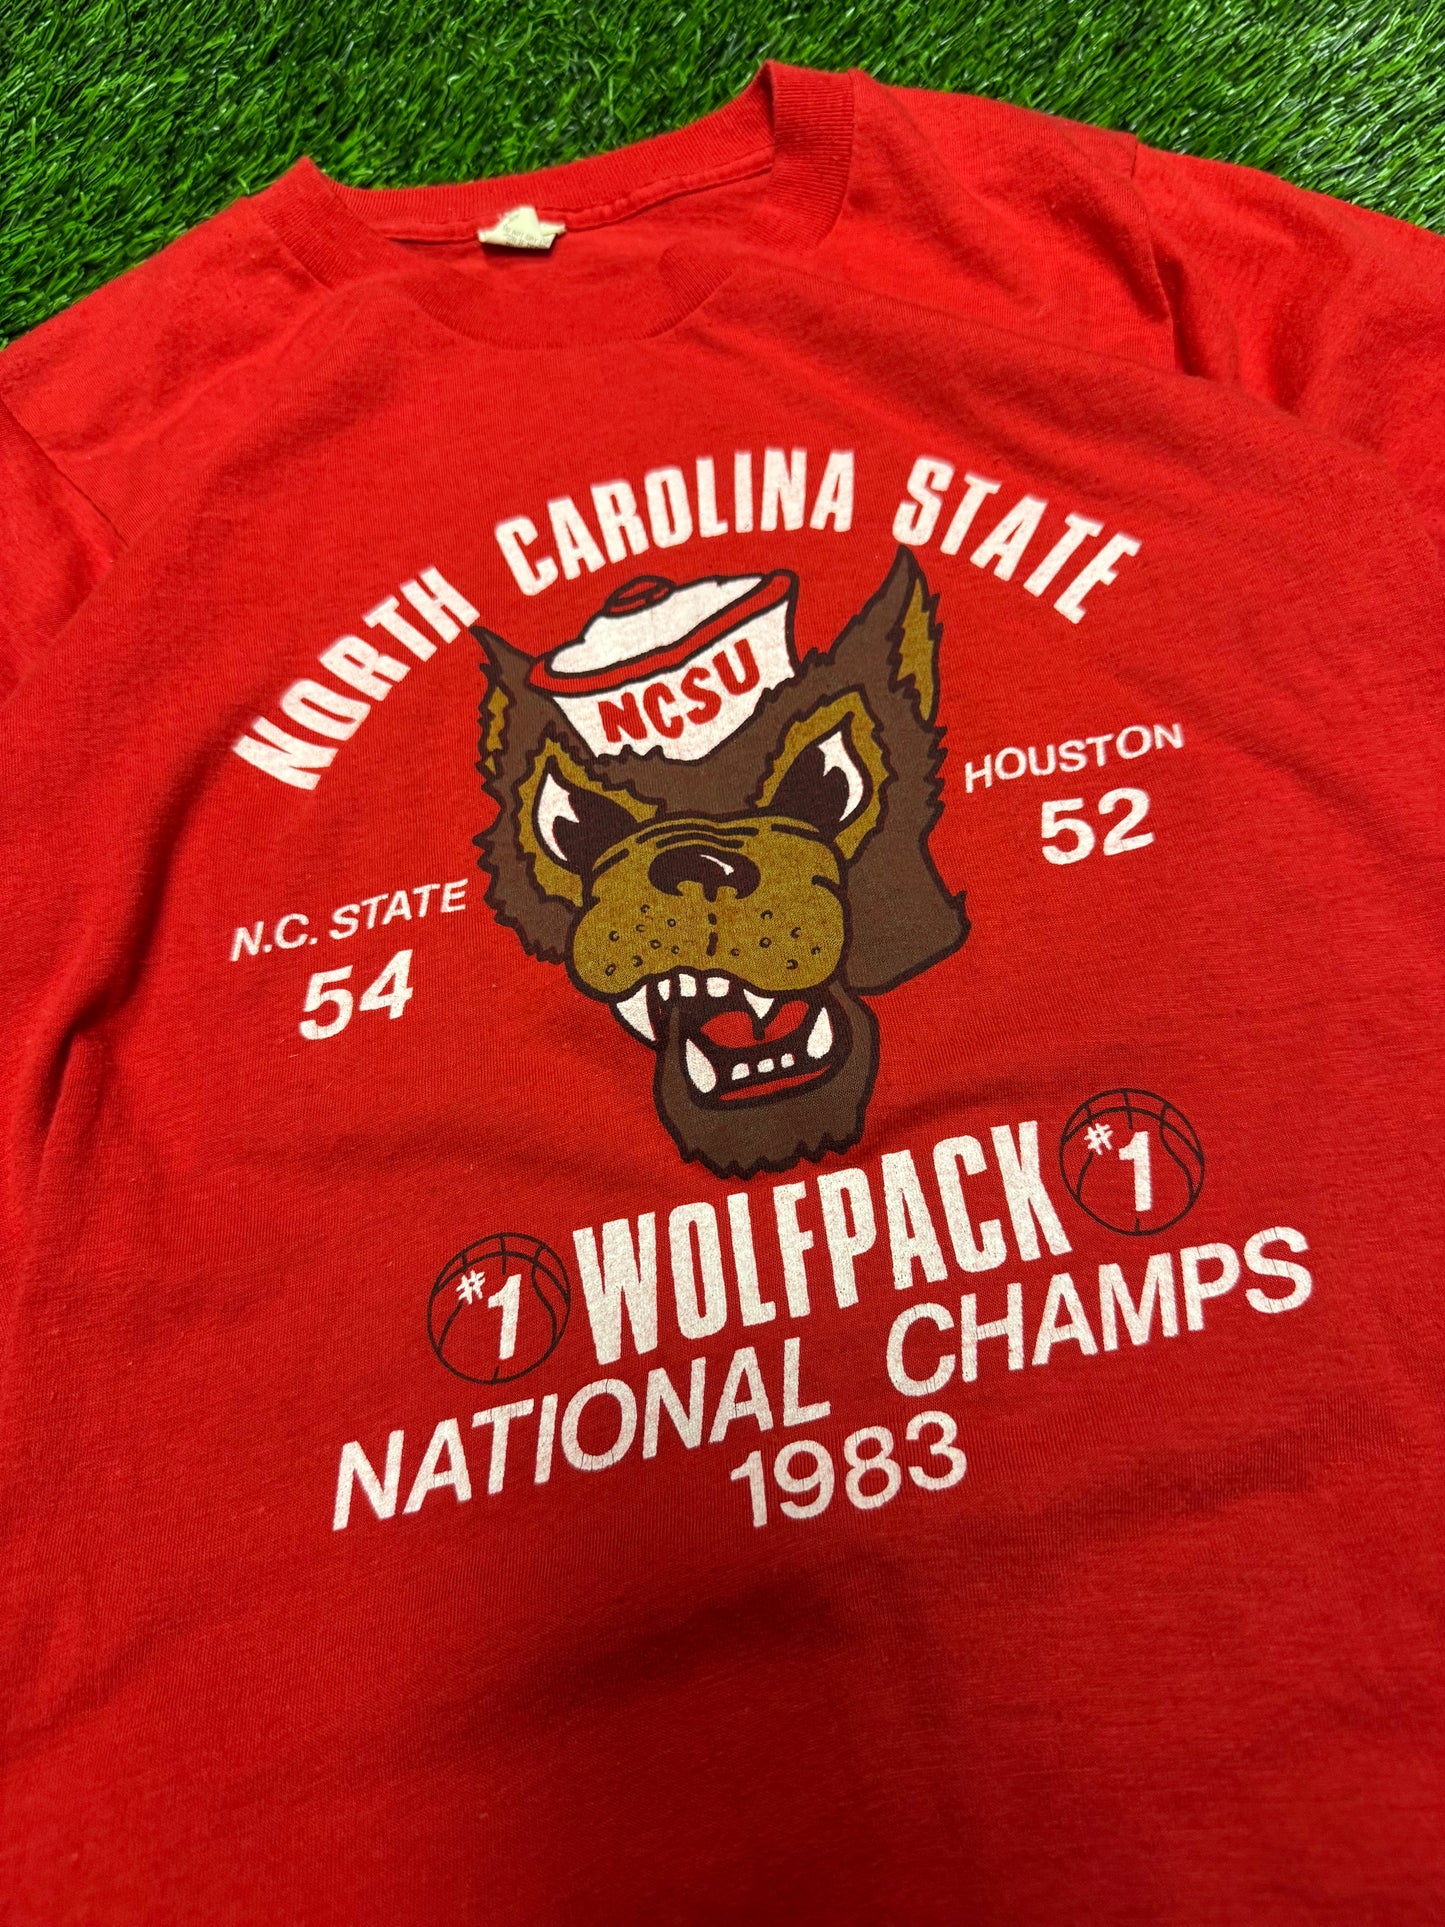 NORTH CAROLINA STATE
NCSU
HOUSTON
52
N.C. STATE
54
#1 WOLFPACK #1
NATIONAL CHAMPS
1983